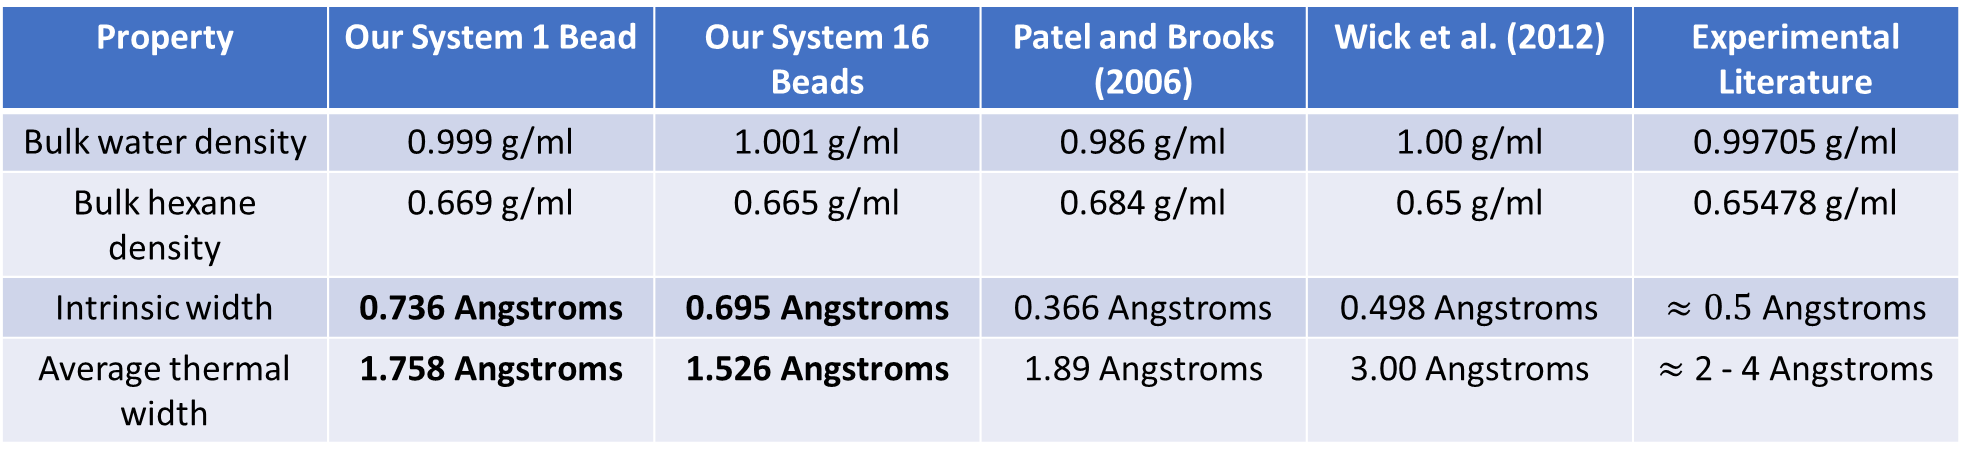 Property Our System 1 Bead Our System 16 Beads Patel and Brooks (2006) Wick et al. (2012) Experimental Literature
Bulk water density 0.999 g/ml 1.001 g/ml 0.986 g/ml 1.00 g/ml 0.99705 g/ml
Bulk hexane density 0.669 g/ml 0.665 g/ml 0.684 g/ml 0.65 g/ml 0.65478 g/ml
Intrinsic width 0.736 Angstroms 0.695 Angstroms 0.366 Angstroms 0.498 Angstroms ≈ 0.5 Angstroms
Average thermal width 1.758 Angstroms 1.526 Angstroms 1.89 Angstroms 3.00 Angstroms ≈ 2 - 4 Angstroms